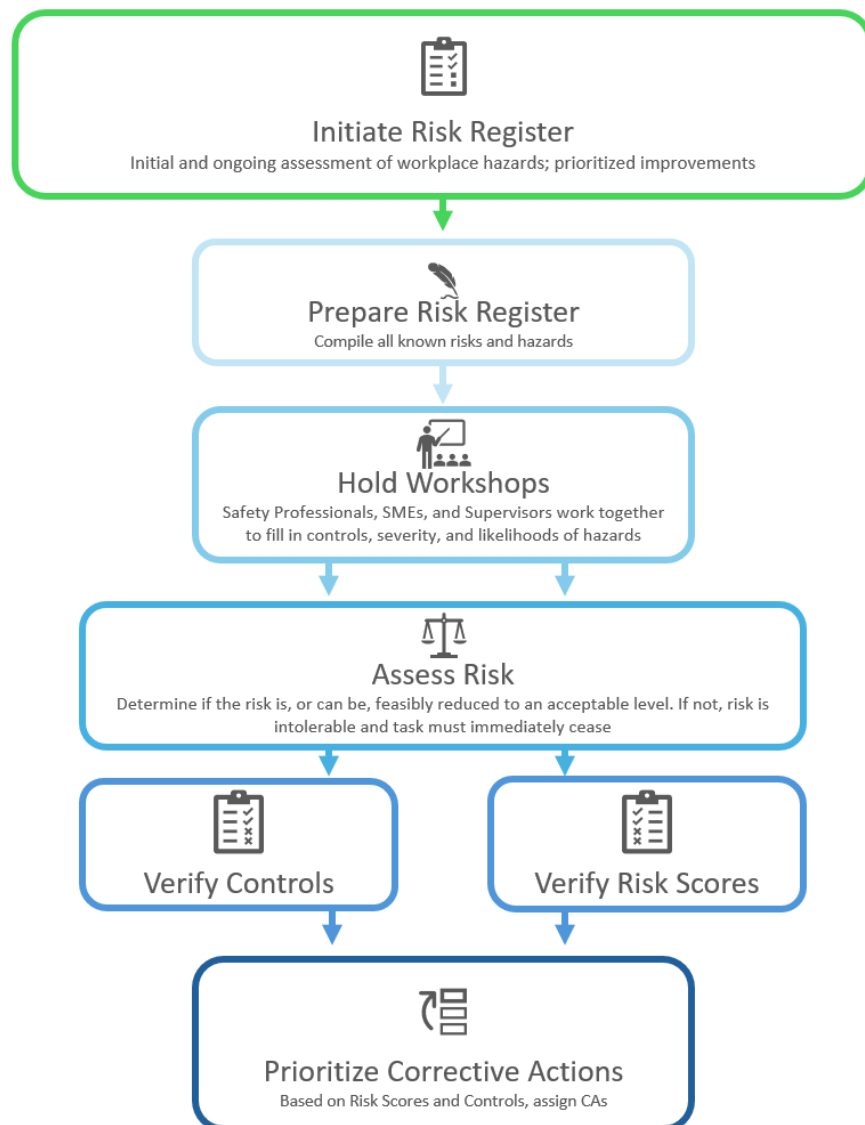 Initiate Risk Register
Initial and ongoing assessment of workplace hazards; prioritized improvements
Prepare Risk Register
Compile all known risks and hazards
Hold Workshops
Safety Professionals, SMEs, and Supervisors work together
to fill in controls, severity, and likelihoods of hazards
Assess Risk
Determine if the risk is, or can be, feasibly reduced to an acceptable level. If not, risk is
intolerable and task must immediately cease
Verify Controls
Verify Risk Scores
Prioritize Corrective Actions
Based on Risk Scores and Controls, assign CAs